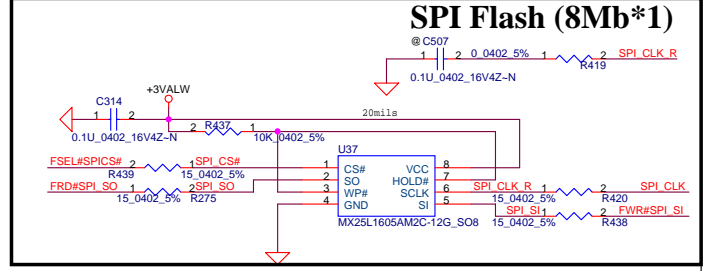 SPI Flash (8Mb*1)
@ C507
1 2 0_0402_5% 1 2 SPI_CLK_R
R419
0.1U_0402_16V4Z~N
+3VALW
C314
1 2
20mils
2 R437 1
0.1U_0402_16V4Z~N
10K_0402_5%
U37
FSEL#SPICS# 2 1 SPI_CS# 1 CS# VCC 8
R439 15_0402_5% 2 SO HOLD# 7
FRD#SPI_SO 1 2 SPI_SO 3 WP# SCLK 6 SPI_CLK_R 1 2 SPI_CLK
15_0402_5% R275 4 GND SI 5 15_0402_5% R420
SPI_SI 1 2 FWR#SPI_SI
MX25L1605AM2C-12G_SO8 15_0402_5% R438